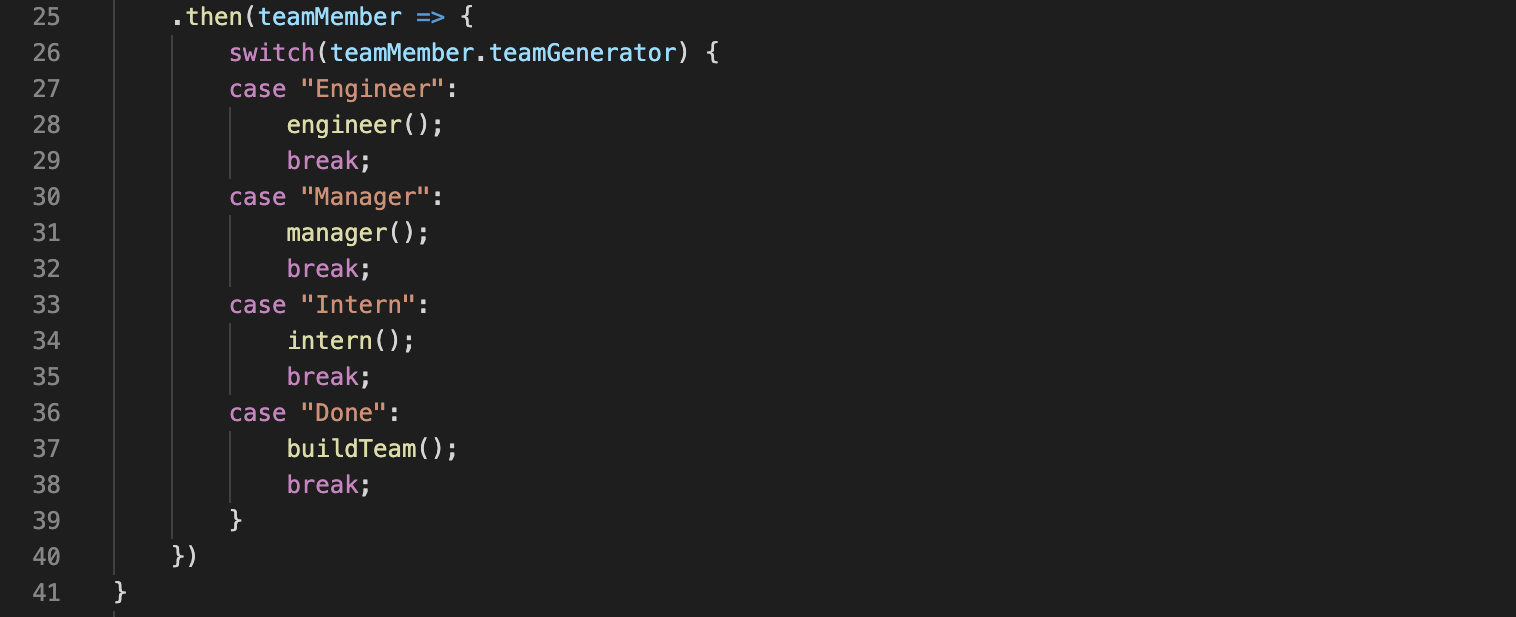 25 .then(teamMember => {
26 switch(teamMember.teamGenerator) {
27 case "Engineer":
28 engineer();
29 break;
30 case "Manager":
31 manager();
32 break;
33 case "Intern":
34 intern();
35 break;
36 case "Done":
37 buildTeam();
38 break;
39 }
40 })
41 }